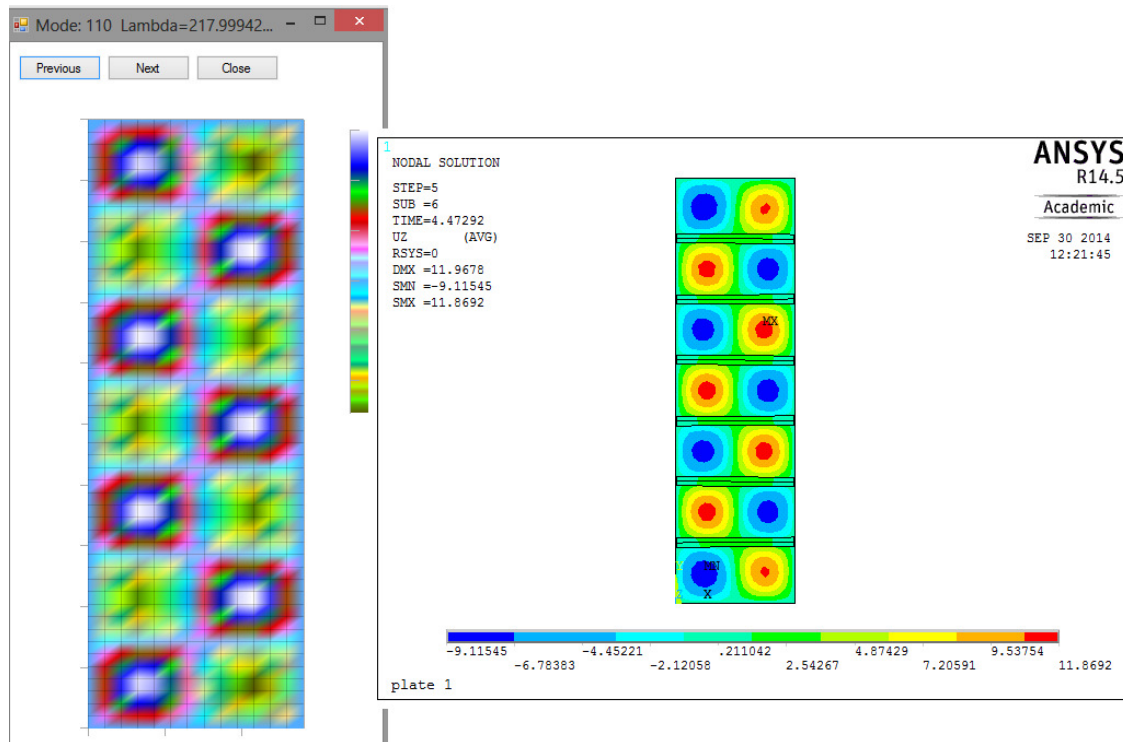 Mode: 110 Lambda=217.99942...
Previous Next Close
1
NODAL SOLUTION
STEP=5
SUB =6
TIME=4.47292
UZ (AVG)
RSYS=0
DMX =11.9678
SMN =-9.11545
SMX =11.8692
ANSYS
R14.5
Academic
SEP 30 2014
12:21:45
MX
Y
MN
Z
X
-9.11545 -4.45221 .211042 4.87429 9.53754
-6.78383 -2.12058 2.54267 7.20591 11.8692
plate 1